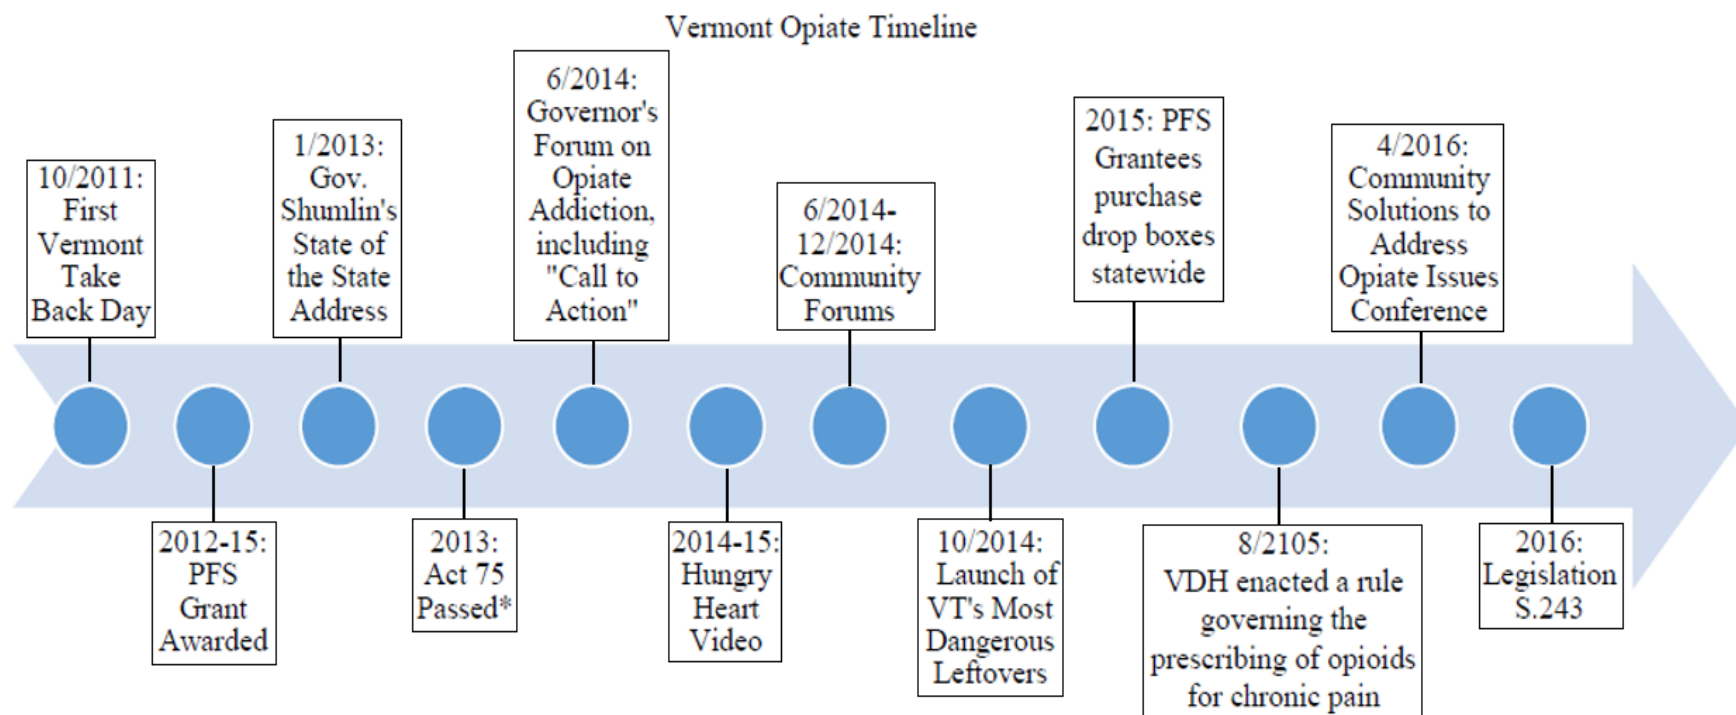 Vermont Opiate Timeline
10/2011:
First
Vermont
Take
Back Day
2012-15:
PFS
Grant
Awarded
1/2013:
Gov.
Shumlin's
State of
the State
Address
2013:
Act 75
Passed*
6/2014:
Governor's
Forum on
Opiate
Addiction,
including
"Call to
Action"
2014-15:
Hungry
Heart
Video
6/2014-
12/2014:
Community
Forums
10/2014:
Launch of
VT's Most
Dangerous
Leftovers
2015: PFS
Grantees
purchase
drop boxes
statewide
8/2105:
VDH enacted a rule
governing the
prescribing of opioids
for chronic pain
4/2016:
Community
Solutions to
Address
Opiate Issues
Conference
2016:
Legislation
S.243